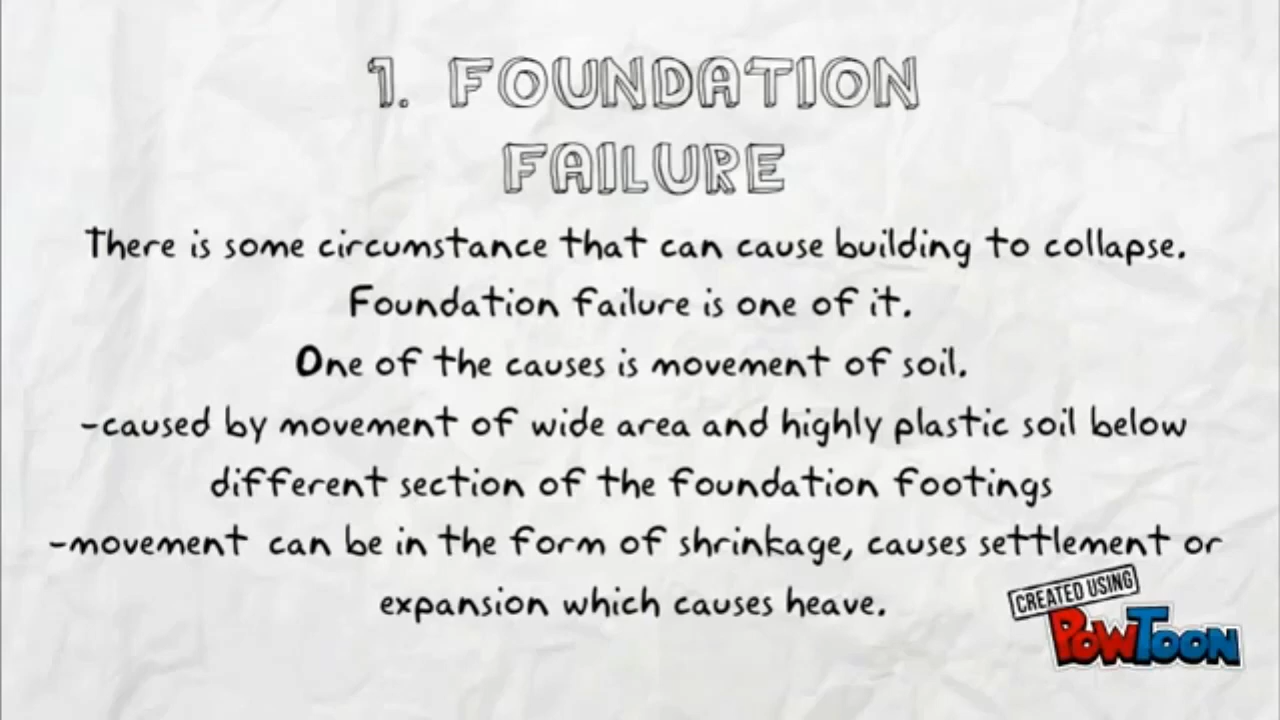 1. FOUNDATION
FAILURE
There is some circumstance that can cause building to collapse.
Foundation failure is one of it.
One of the causes is movement of soil.
-caused by movement of wide area and highly plastic soil below
different section of the foundation footings
-movement can be in the form of shrinkage, causes settlement or
expansion which causes heave.
CREATED USING
POWTOON